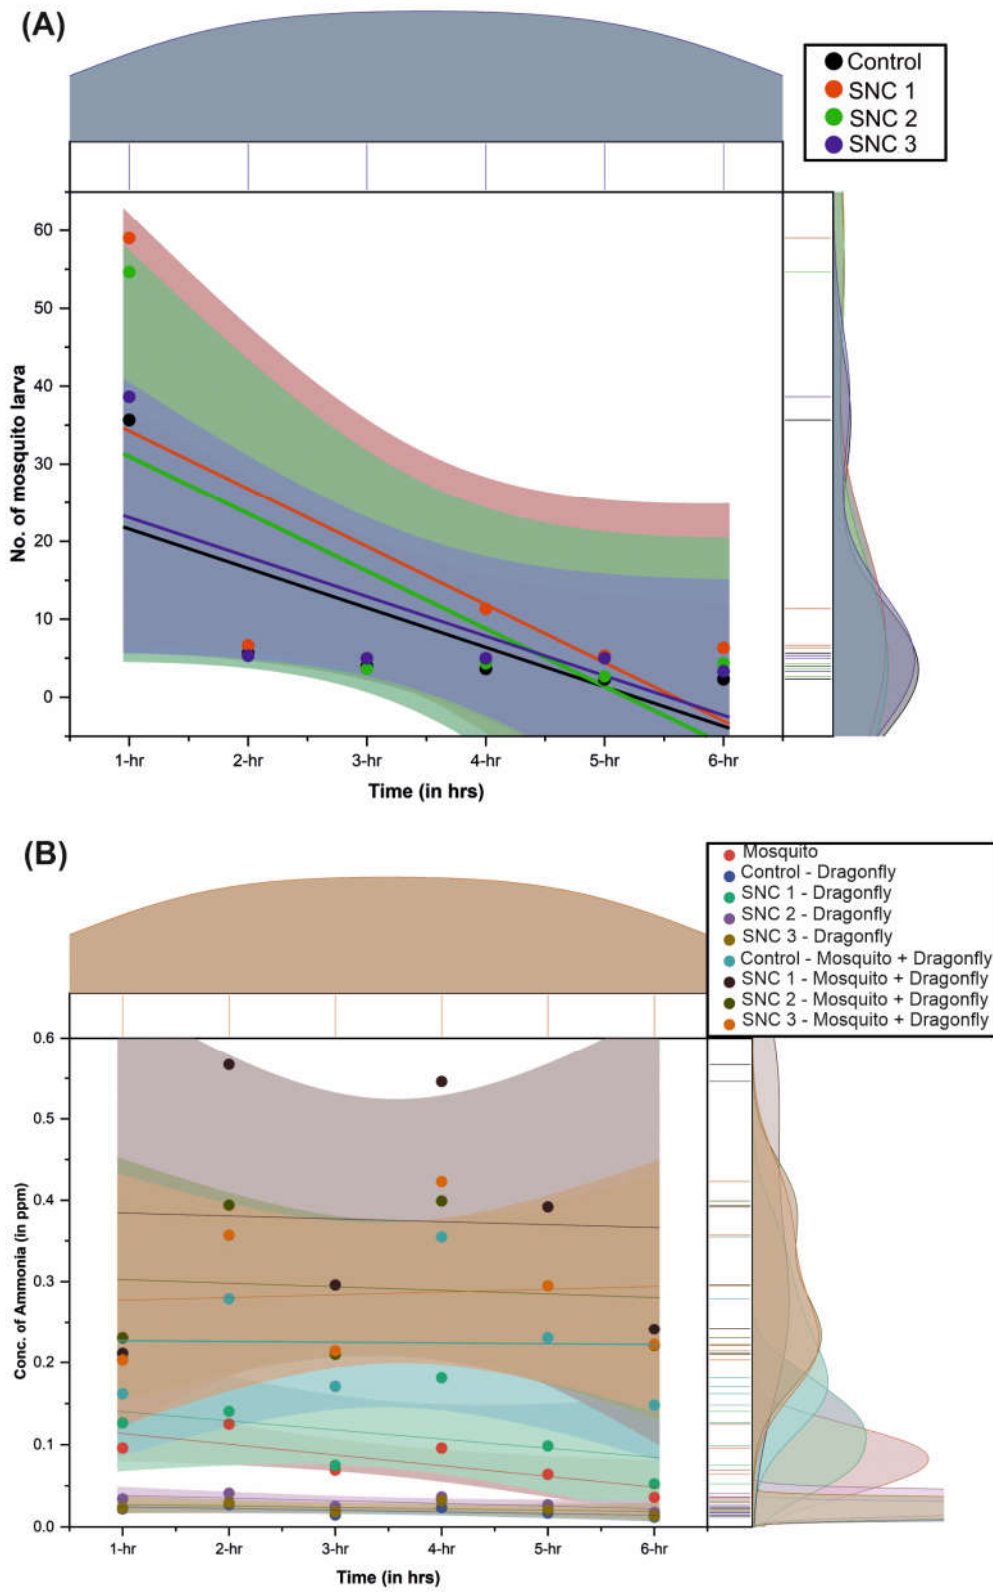 (A)
Control
SNC 1
SNC 2
SNC 3
60
50
40
30
20
10
0
No. of mosquito larva
1-hr 2-hr 3-hr 4-hr 5-hr 6-hr
Time (in hrs)
(B)
Mosquito
Control - Dragonfly
SNC 1 - Dragonfly
SNC 2 - Dragonfly
SNC 3 - Dragonfly
Control - Mosquito + Dragonfly
SNC 1 - Mosquito + Dragonfly
SNC 2 - Mosquito + Dragonfly
SNC 3 - Mosquito + Dragonfly
0.6
0.5
0.4
0.3
0.2
0.1
0.0
Conc. of Ammonia (in ppm)
1-hr 2-hr 3-hr 4-hr 5-hr 6-hr
Time (in hrs)